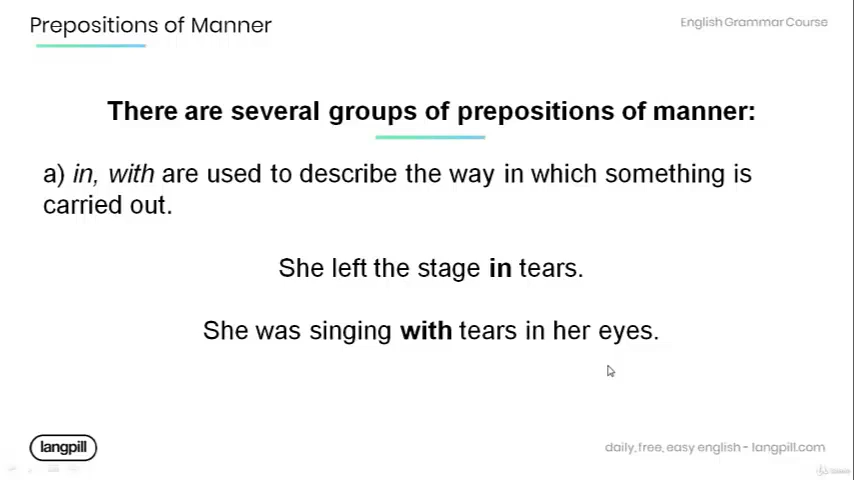 Prepositions of Manner
English Grammar Course
There are several groups of prepositions of manner:
a) in, with are used to describe the way in which something is
carried out.
She left the stage in tears.
She was singing with tears in her eyes.
langpill
daily, free, easy english - langpill.com